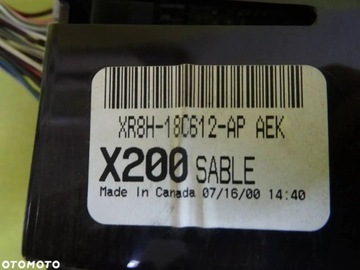 XR8H-18C612-AP AEK
X200 SABLE
Made In Canada 07/16/00 14:40
OTOMOTO